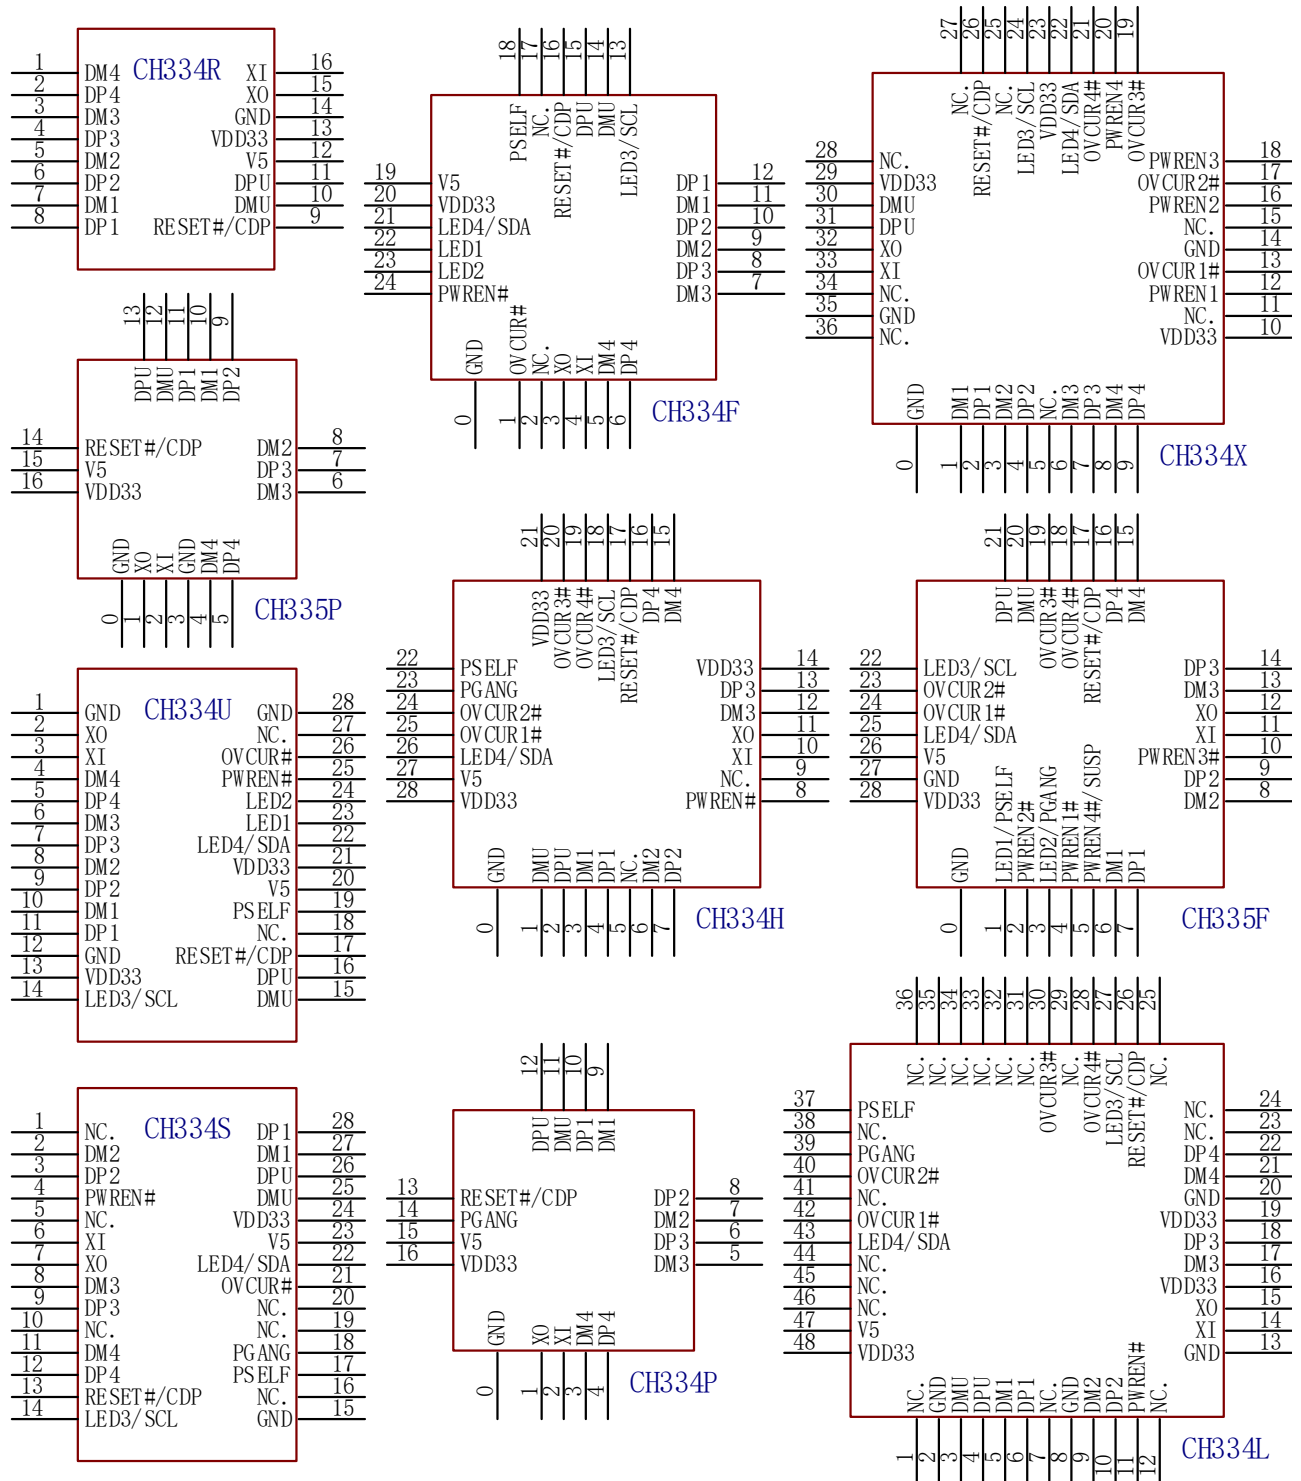 CH334R
1 DM4 XI 16
2 DP4 XO 15
3 DM3 GND 14
4 DP3 VDD33 13
5 DM2 V5 12
6 DP2 DPU 11
7 DM1 DMU 10
8 DP1 RESET#/CDP 9
18 17 16 15 14 13
PSELF NC. RESET#/CDP DPU DMU LED3/SCL
19 V5 DP1 12
20 VDD33 DM1 11
21 LED4/SDA DP2 10
22 LED1 DM2 9
23 LED2 DP3 8
24 PWREN# DM3 7
GND OVCUR# NC. XO XI DM4 DP4
0 1 2 3 4 5 6
CH334F
27 26 25 24 23 22 21 20 19
NC. RESET#/CDP NC. LED3/SCL VDD33 LED4/SDA OVCUR4# PWREN4 OVCUR3#
28 NC. PWREN3 18
29 VDD33 OVCUR2# 17
30 DMU PWREN2 16
31 DPU NC. 15
32 XO GND 14
33 XI OVCUR1# 13
34 NC. PWREN1 12
35 GND NC. 11
36 NC. VDD33 10
GND DM1 DP1 DM2 DP2 NC. DM3 DP3 DM4 DP4
0 1 2 3 4 5 6 7 8 9
CH334X
13 12 11 10 9
DPU DMU DP1 DM1 DP2
14 RESET#/CDP DM2 8
15 V5 DP3 7
16 VDD33 DM3 6
GND XO XI GND DM4 DP4
0 1 2 3 4 5
CH335P
21 20 19 18 17 16 15
VDD33 OVCUR3# OVCUR4# LED3/SCL RESET#/CDP DP4 DM4
22 PSELF VDD33 14
23 PGANG DP3 13
24 OVCUR2# DM3 12
25 OVCUR1# XO 11
26 LED4/SDA XI 10
27 V5 NC. 9
28 VDD33 PWREN# 8
GND DMU DPU DM1 DP1 NC. DM2 DP2
0 1 2 3 4 5 6 7
CH334H
21 20 19 18 17 16 15
DPU DMU OVCUR3# OVCUR4# RESET#/CDP DP4 DM4
22 LED3/SCL DP3 14
23 OVCUR2# DM3 13
24 OVCUR1# XO 12
25 LED4/SDA XI 11
26 V5 PWREN3# 10
27 GND DP2 9
28 VDD33 DM2 8
GND LED1/PSELF PWREN2# LED2/PGANG PWREN1# PWREN4#/SUSP DM1 DP1
0 1 2 3 4 5 6 7
CH335F
CH334U
1 GND GND 28
2 XO NC. 27
3 XI OVCUR# 26
4 DM4 PWREN# 25
5 DP4 LED2 24
6 DM3 LED1 23
7 DP3 LED4/SDA 22
8 DM2 VDD33 21
9 DP2 V5 20
10 DM1 PSELF 19
11 DP1 NC. 18
12 GND RESET#/CDP 17
13 VDD33 DPU 16
14 LED3/SCL DMU 15
CH334S
1 NC. DP1 28
2 DM2 DM1 27
3 DP2 DPU 26
4 PWREN# DMU 25
5 NC. VDD33 24
6 XI V5 23
7 XO LED4/SDA 22
8 DM3 OVCUR# 21
9 DP3 NC. 20
10 NC. NC. 19
11 DM4 PGANG 18
12 DP4 PSELF 17
13 RESET#/CDP NC. 16
14 LED3/SCL GND 15
12 11 10 9
DPU DMU DP1 DM1
13 RESET#/CDP DP2 8
14 PGANG DM2 7
15 V5 DP3 6
16 VDD33 DM3 5
GND XO XI DM4 DP4
0 1 2 3 4
CH334P
36 35 34 33 32 31 30 29 28 27 26 25
NC. NC. NC. NC. NC. NC. OVCUR3# NC. OVCUR4# LED3/SCL RESET#/CDP NC.
37 PSELF NC. 24
38 NC. NC. 23
39 PGANG DP4 22
40 OVCUR2# DM4 21
41 NC. GND 20
42 OVCUR1# VDD33 19
43 LED4/SDA DP3 18
44 NC. DM3 17
45 NC. VDD33 16
46 NC. XO 15
47 V5 XI 14
48 VDD33 GND 13
NC. GND DMU DPU DM1 DP1 NC. GND DM2 DP2 PWREN# NC.
1 2 3 4 5 6 7 8 9 10 11 12
CH334L